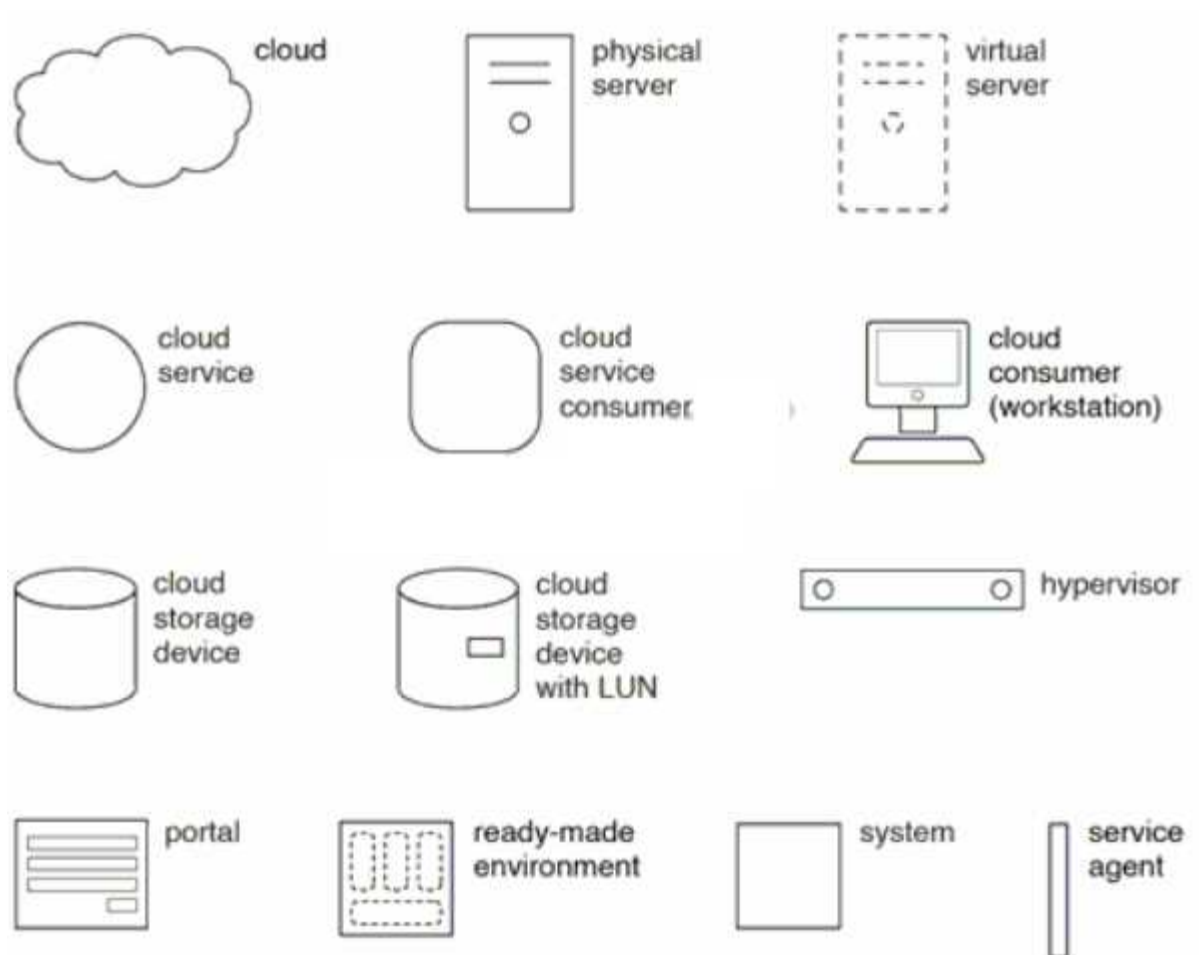 cloud
physical
server
virtual
server
cloud
service
cloud
service
consumer
cloud
consumer
(workstation)
cloud
storage
device
cloud
storage
device
with LUN
hypervisor
portal
ready-made
environment
system
service
agent